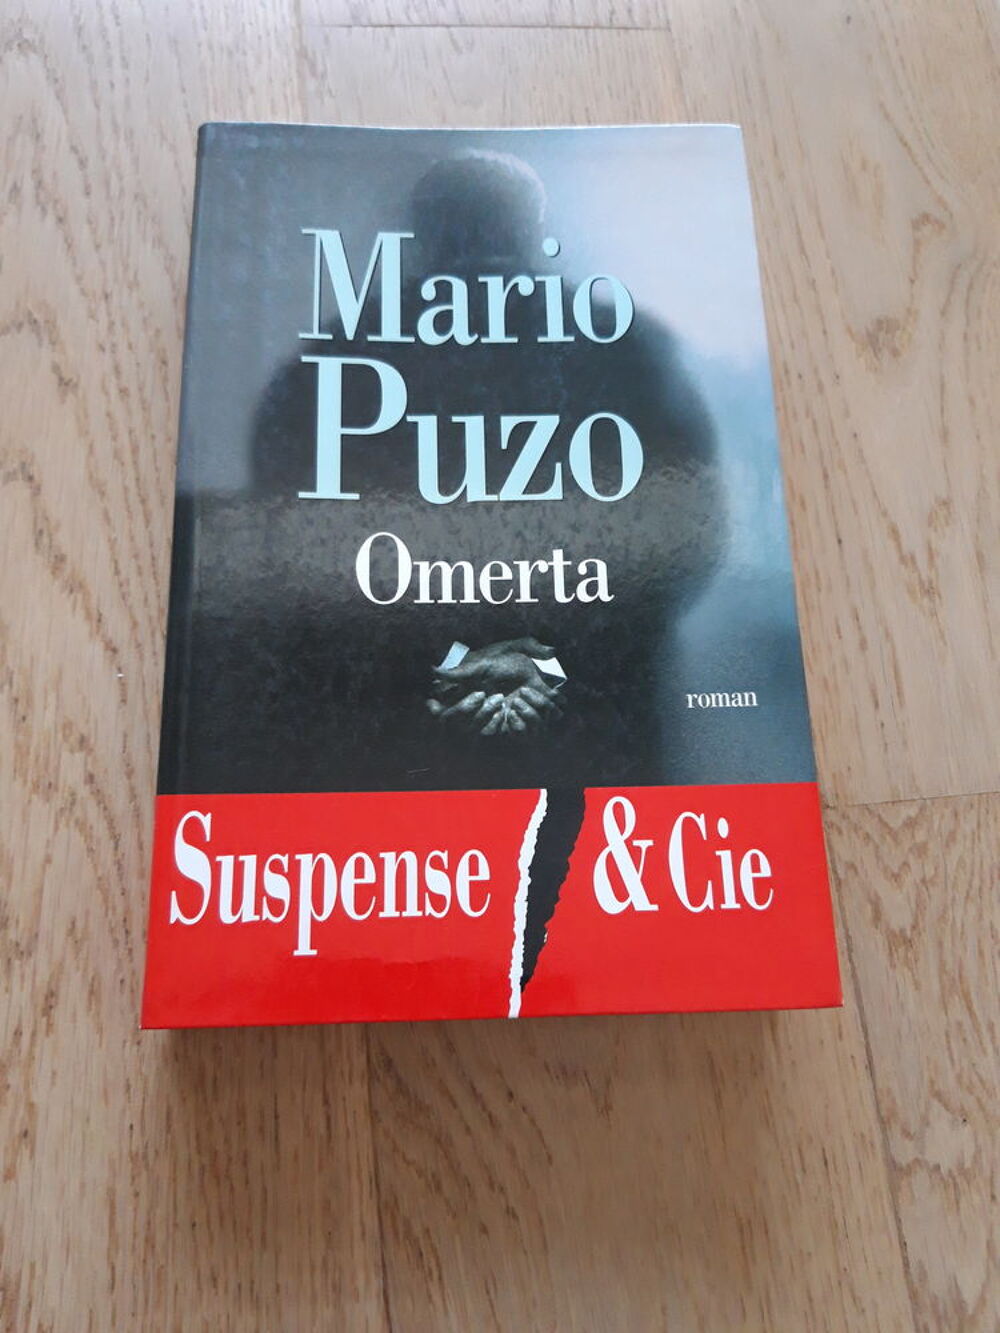 Mario
Puzo
Omerta
roman
Suspense & Cie